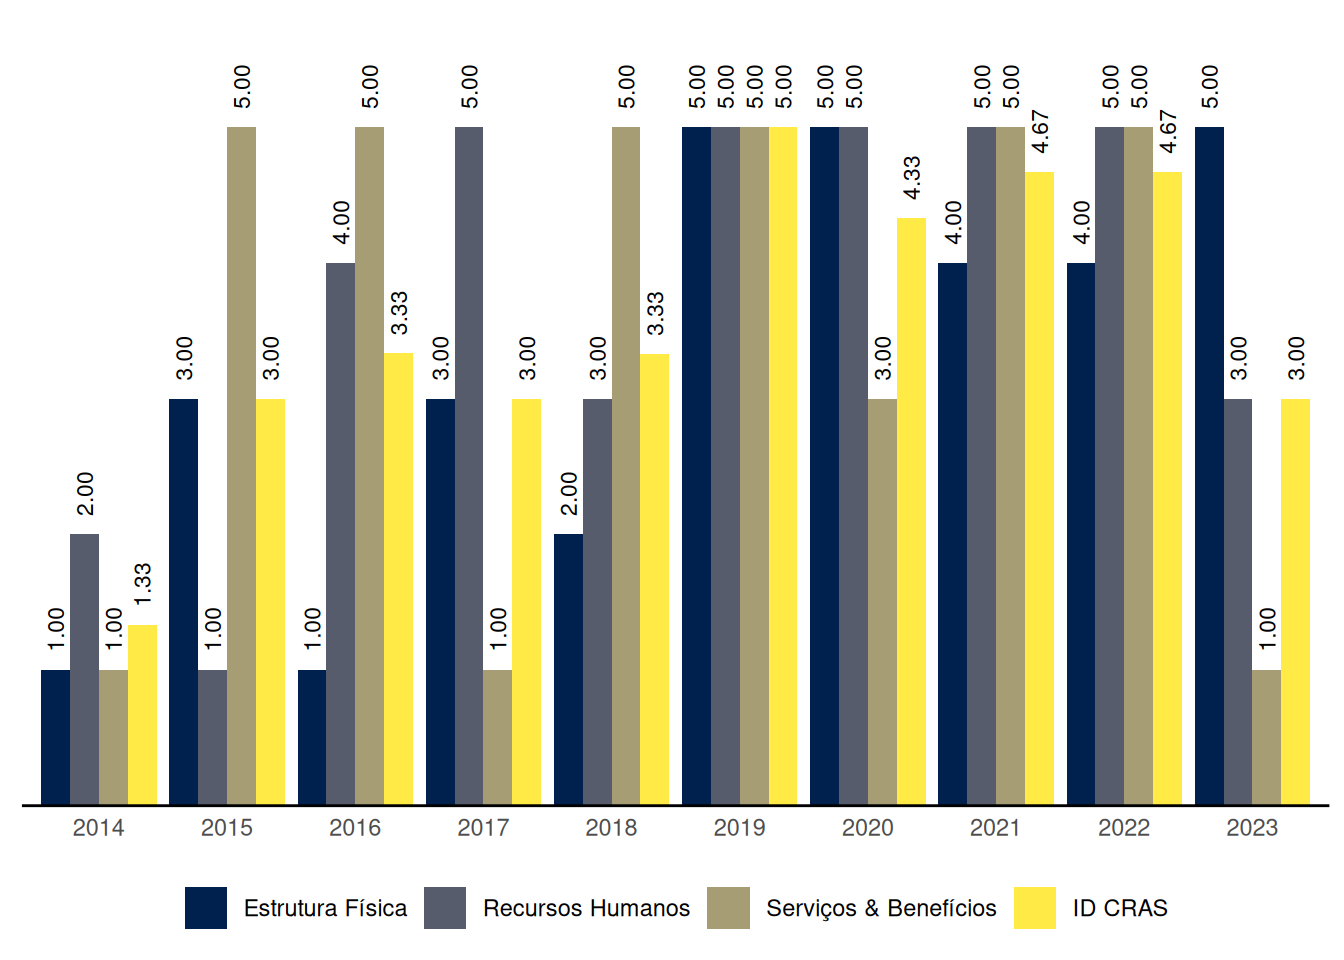 1.00 2.00 1.00 1.33
3.00 1.00 5.00 3.00
1.00 4.00 5.00 3.33
3.00 5.00 1.00 3.00
2.00 3.00 5.00 3.33
5.00 5.00 5.00 5.00
5.00 5.00 3.00 4.33
4.00 5.00 5.00 4.67
4.00 5.00 5.00 4.67
5.00 3.00 1.00 3.00
2014 2015 2016 2017 2018 2019 2020 2021 2022 2023
Estrutura Física Recursos Humanos Serviços & Benefícios ID CRAS